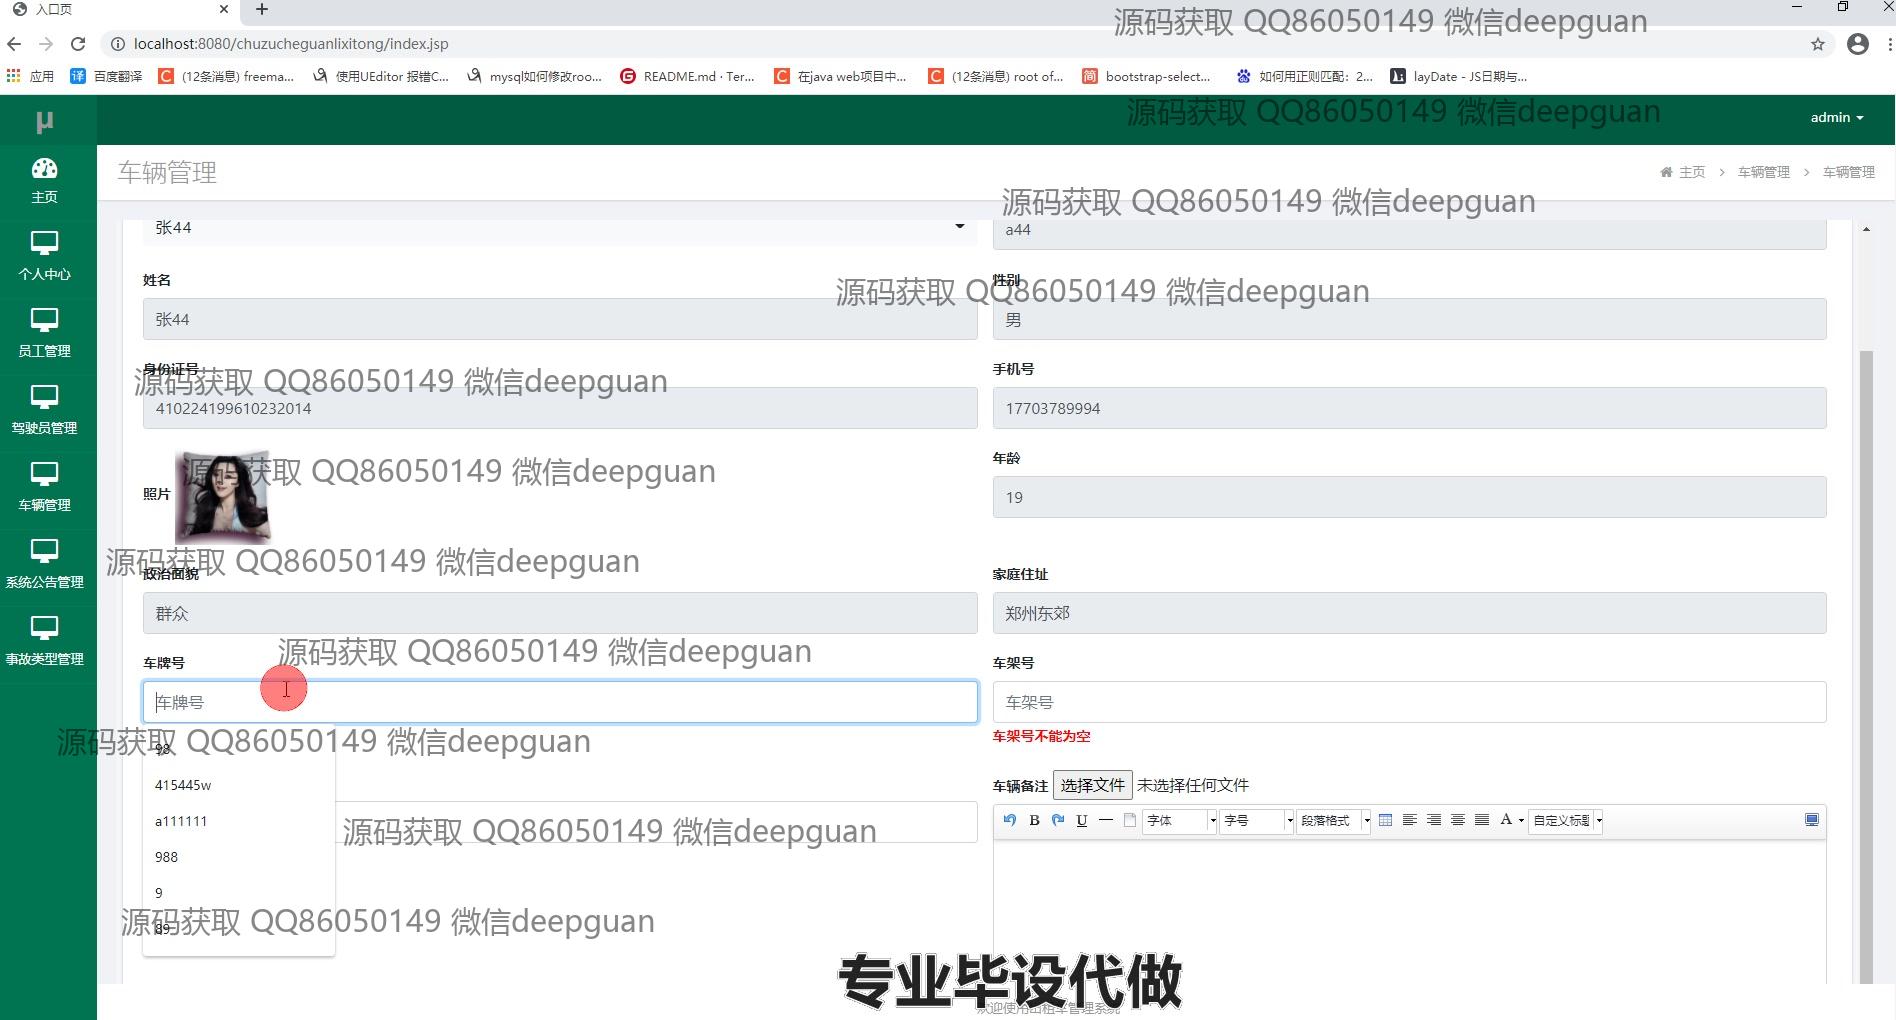 入口页
源码获取 QQ86050149 微信deepguan
localhost:8080/chuzucheguanlixitong/index.jsp
应用 百度翻译 (12条消息) freema... 使用UEditor 报错C... mysql如何修改roo... README.md · Ter... 在java web项目中... (12条消息) root of... bootstrap-select... 如何用正则匹配：2... layDate - JS日期与...
源码获取 QQ86050149 微信deepguan
μ admin
主页
车辆管理
主页 > 车辆管理 > 车辆管理
源码获取 QQ86050149 微信deepguan
张44 a44
个人中心
姓名 性别
源码获取 QQ86050149 微信deepguan
张44 男
员工管理
身份证号 手机号
源码获取 QQ86050149 微信deepguan
410224199610232014 17703789994
驾驶员管理
年龄
源码获取 QQ86050149 微信deepguan
照片 19
车辆管理
源码获取 QQ86050149 微信deepguan
政治面貌 家庭住址
系统公告管理
群众 郑州东郊
源码获取 QQ86050149 微信deepguan
事故类型管理
车牌号 车架号
车牌号 车架号
车架号不能为空
源码获取 QQ86050149 微信deepguan
98
415445w
车辆备注 选择文件 未选择任何文件
a111111
B U 字体 字号 段落格式 A 自定义标题
源码获取 QQ86050149 微信deepguan
988
9
源码获取 QQ86050149 微信deepguan
89
专业毕设代做
欢迎使用出租车管理系统